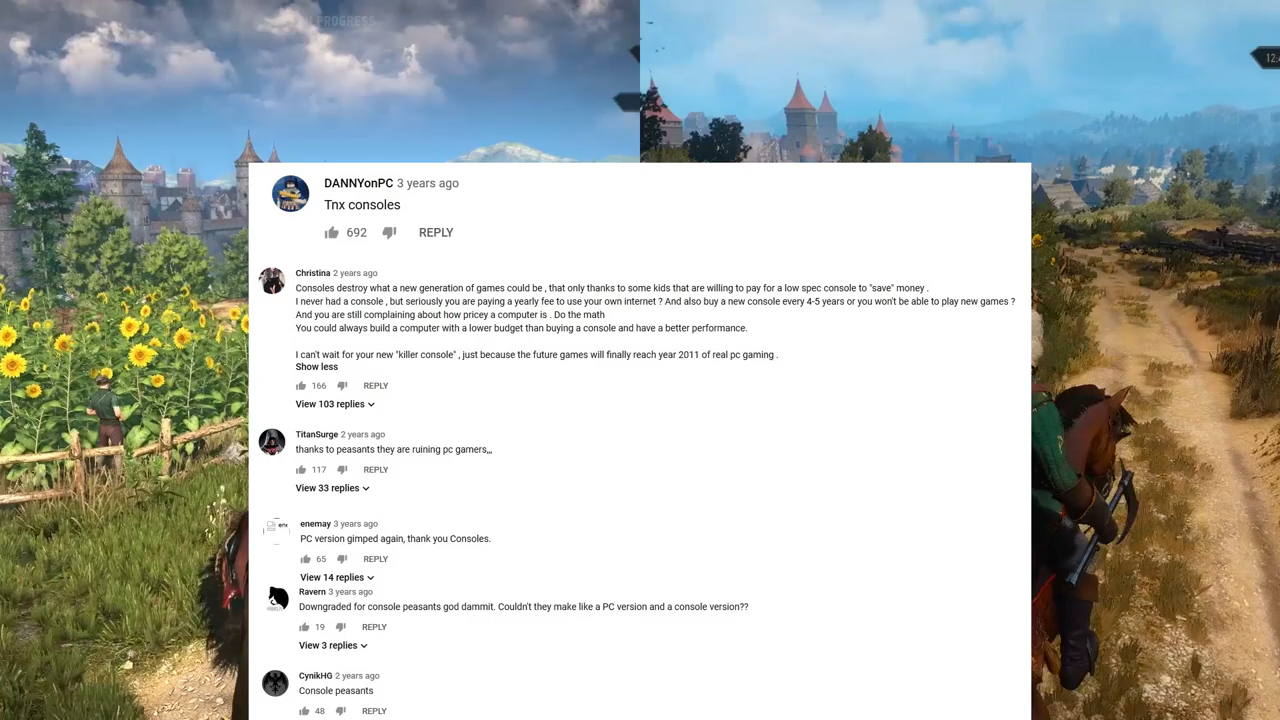 PROGRESS
12:
DANNYonPC 3 years ago
Tnx consoles
692 REPLY
Christina 2 years ago
Consoles destroy what a new generation of games could be , that only thanks to some kids that are willing to pay for a low spec console to "save" money .
I never had a console , but seriously you are paying a yearly fee to use your own internet ? And also buy a new console every 4-5 years or you won't be able to play new games ?
And you are still complaining about how pricey a computer is . Do the math
You could always build a computer with a lower budget than buying a console and have a better performance.
I can't wait for your new "killer console" , just because the future games will finally reach year 2011 of real pc gaming .
Show less
166 REPLY
View 103 replies
TitanSurge 2 years ago
thanks to peasants they are ruining pc gamers,,,
117 REPLY
View 33 replies
enemay 3 years ago
PC version gimped again, thank you Consoles.
65 REPLY
View 14 replies
Ravern 3 years ago
Downgraded for console peasants god dammit. Couldn't they make like a PC version and a console version??
19 REPLY
View 3 replies
CynikHG 2 years ago
Console peasants
48 REPLY